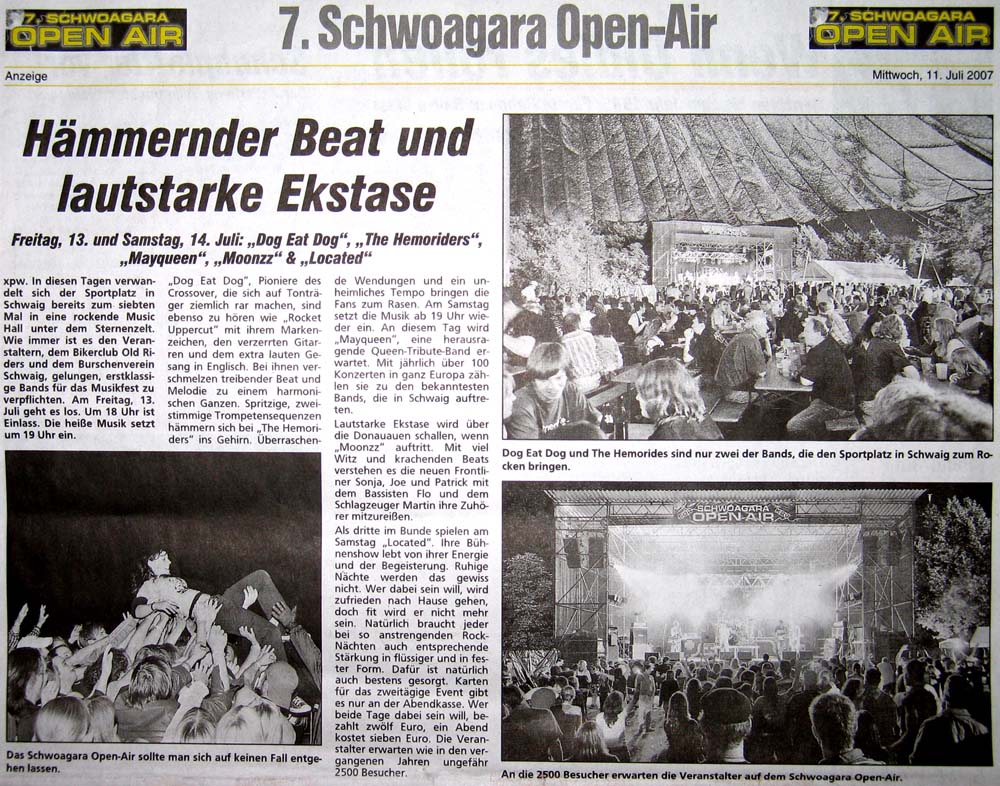 7. SCHWOAGARA
OPEN AIR
7. Schwoagara Open-Air
7. SCHWOAGARA
OPEN AIR
Anzeige
Mittwoch, 11. Juli 2007
Hämmernder Beat und
lautstarke Ekstase
Freitag, 13. und Samstag, 14. Juli: „Dog Eat Dog“, „The Hemoriders“,
„Mayqueen“, „Moonzz“ & „Located“
xpw. In diesen Tagen verwan-
delt sich der Sportplatz in
Schwaig bereits zum siebten
Mal in eine rockende Music
Hall unter dem Sternenzelt.
Wie immer ist es den Veran-
staltern, dem Bikerclub Old Ri-
ders und dem Burschenverein
Schwaig, gelungen, erstklassi-
ge Bands für das Musikfest zu
verpflichten. Am Freitag, 13.
Juli geht es los. Um 18 Uhr ist
Einlass. Die heiße Musik setzt
um 19 Uhr ein.
„Dog Eat Dog“, Pioniere des
Crossover, die sich auf Tonträ-
ger ziemlich rar machen, sind
ebenso zu hören wie „Rocket
Uppercut“ mit ihrem Marken-
zeichen, den verzerrten Gitar-
ren und dem extra lauten Ge-
sang in Englisch. Bei ihnen ver-
schmelzen treibender Beat und
Melodie zu einem harmoni-
schen Ganzen. Spritzige, zwei-
stimmige Trompetensequenzen
hämmern sich bei „The Hemori-
ders“ ins Gehirn. Überraschen-
de Wendungen und ein un-
heimliches Tempo bringen die
Fans zum Rasen. Am Samstag
setzt die Musik ab 19 Uhr wie-
der ein. An diesem Tag wird
„Mayqueen“, eine herausra-
gende Queen-Tribute-Band er-
wartet. Mit jährlich über 100
Konzerten in ganz Europa zäh-
len sie zu den bekanntesten
Bands, die in Schwaig auftre-
ten.
Lautstarke Ekstase wird über
die Donauauen schallen, wenn
„Moonzz“ auftritt. Mit viel
Witz und krachenden Beats
verstehen es die neuen Frontli-
ner Sonja, Joe und Patrick mit
dem Bassisten Flo und dem
Schlagzeuger Martin ihre Zuhö-
rer mitzureißen.
Als dritte im Bunde spielen am
Samstag „Located“. Ihre Büh-
nenshow lebt von ihrer Energie
und der Begeisterung. Ruhige
Nächte werden das gewiss
nicht. Wer dabei sein will, wird
zufrieden nach Hause gehen,
doch fit wird er nicht mehr
sein. Natürlich braucht jeder
bei so anstrengenden Rock-
Nächten auch entsprechende
Stärkung in flüssiger und in fes-
ter Form. Dafür ist natürlich
auch bestens gesorgt. Karten
für das zweitägige Event gibt
es nur an der Abendkasse. Wer
beide Tage dabei sein will, be-
zahlt zwölf Euro, ein Abend
kostet sieben Euro. Die Veran-
stalter erwarten wie in den ver-
gangenen Jahren ungefähr
2500 Besucher.
Das Schwoagara Open-Air sollte man sich auf keinen Fall entge-
hen lassen.
Dog Eat Dog und The Hemorides sind nur zwei der Bands, die den Sportplatz in Schwaig zum Ro-
cken bringen.
SCHWOAGARA
OPEN-AIR
An die 2500 Besucher erwarten die Veranstalter auf dem Schwoagara Open-Air.